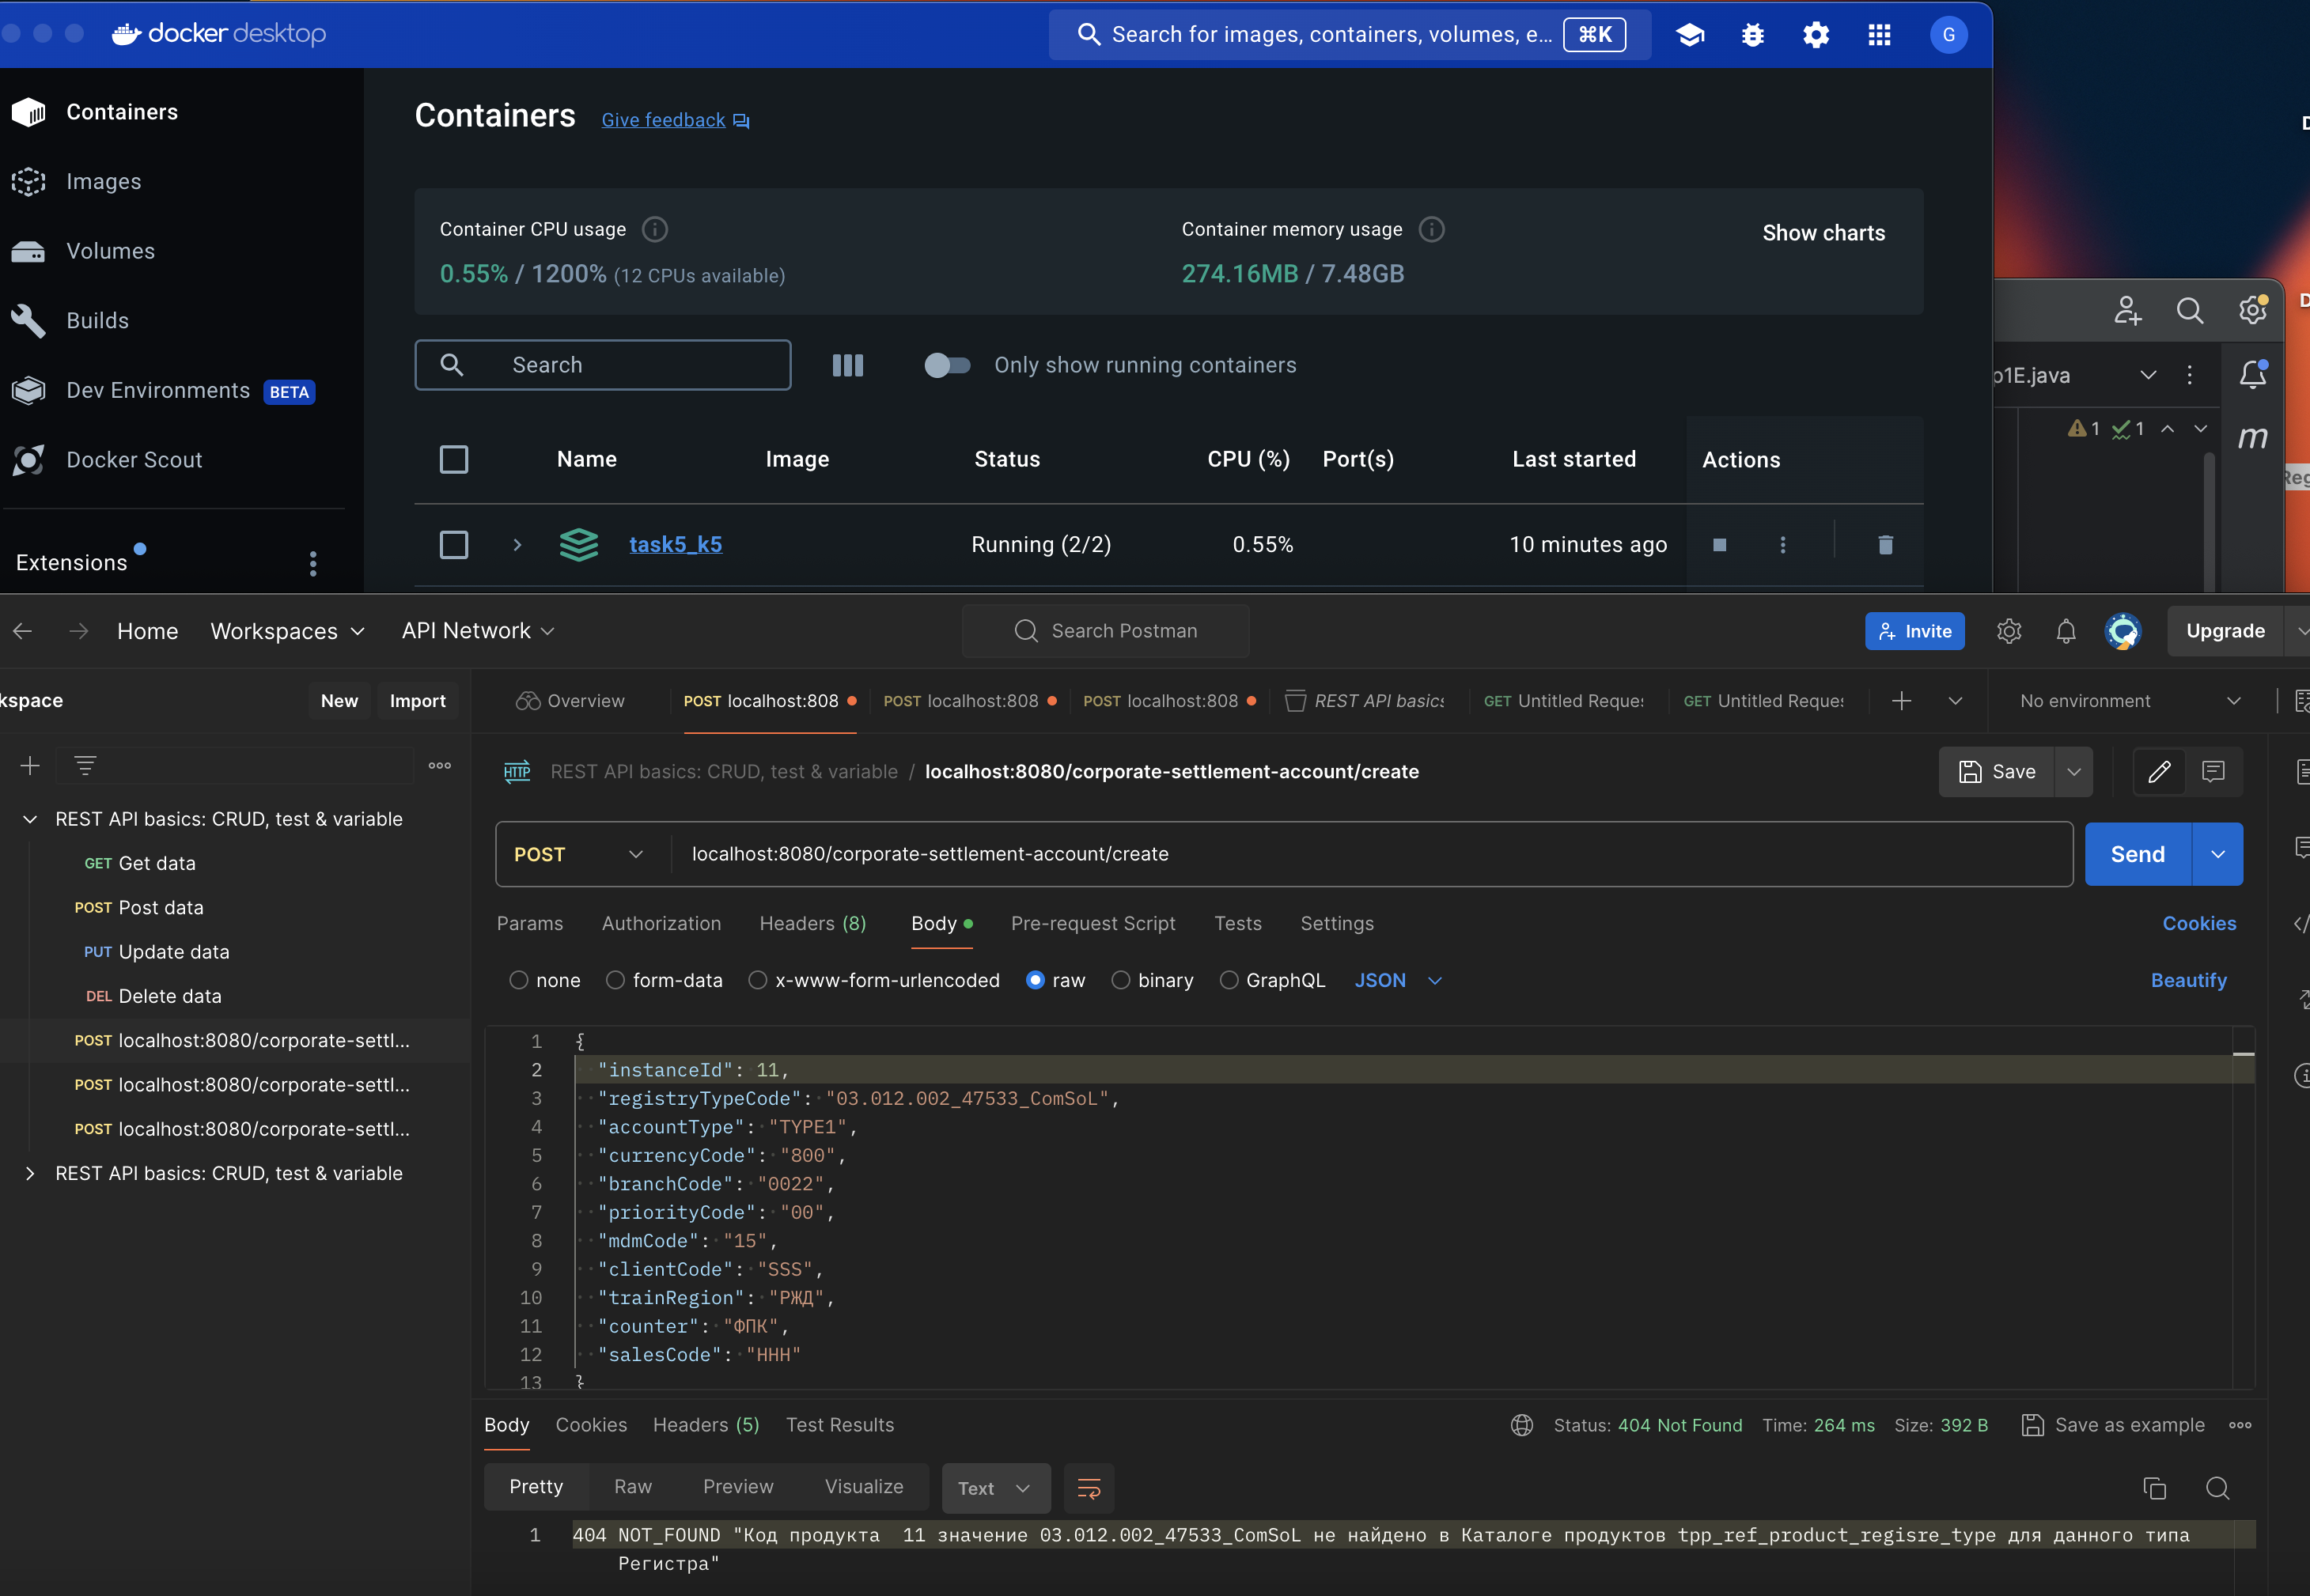 docker desktop
Search for images, containers, volumes, e... ⌘K
G
Containers
Images
Volumes
Builds
Dev Environments BETA
Docker Scout
Extensions
Containers Give feedback
Container CPU usage
0.55% / 1200% (12 CPUs available)
Container memory usage
274.16MB / 7.48GB
Show charts
Search
Only show running containers
Name Image Status CPU (%) Port(s) Last started Actions
task5_k5 Running (2/2) 0.55% 10 minutes ago
p1E.java
1 1
m
Home Workspaces API Network
Search Postman
Invite
Upgrade
kspace New Import
Overview POST localhost:808 POST localhost:808 POST localhost:808 REST API basics GET Untitled Reque GET Untitled Reque No environment
REST API basics: CRUD, test & variable
GET Get data
POST Post data
PUT Update data
DEL Delete data
POST localhost:8080/corporate-settl...
POST localhost:8080/corporate-settl...
POST localhost:8080/corporate-settl...
REST API basics: CRUD, test & variable
HTTP REST API basics: CRUD, test & variable / localhost:8080/corporate-settlement-account/create
Save
POST localhost:8080/corporate-settlement-account/create
Send
Params Authorization Headers (8) Body Pre-request Script Tests Settings Cookies
none form-data x-www-form-urlencoded raw binary GraphQL JSON Beautify
1 {
2 "instanceId": 11,
3 "registryTypeCode": "03.012.002_47533_ComSoL",
4 "accountType": "TYPE1",
5 "currencyCode": "800",
6 "branchCode": "0022",
7 "priorityCode": "00",
8 "mdmCode": "15",
9 "clientCode": "SSS",
10 "trainRegion": "РЖД",
11 "counter": "ФПК",
12 "salesCode": "HHH"
13 }
Body Cookies Headers (5) Test Results
Status: 404 Not Found Time: 264 ms Size: 392 B Save as example
Pretty Raw Preview Visualize Text
1 404 NOT_FOUND "Код продукта  11 значение 03.012.002_47533_ComSoL не найдено в Каталоге продуктов tpp_ref_product_regisre_type для данного типа
Регистра"